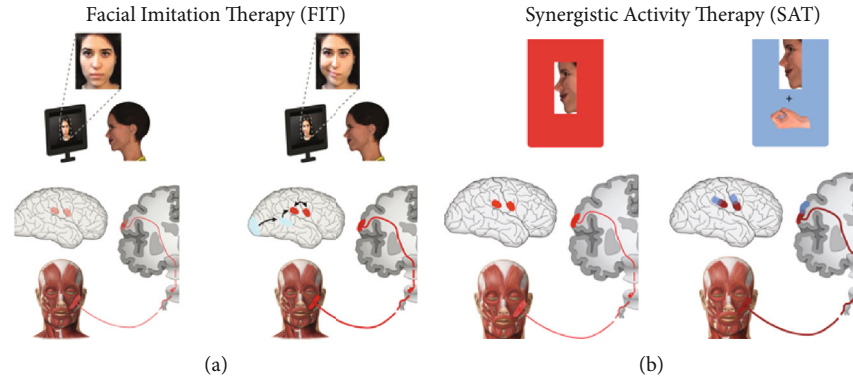 Facial Imitation Therapy (FIT)
Synergistic Activity Therapy (SAT)
+
(a)
(b)